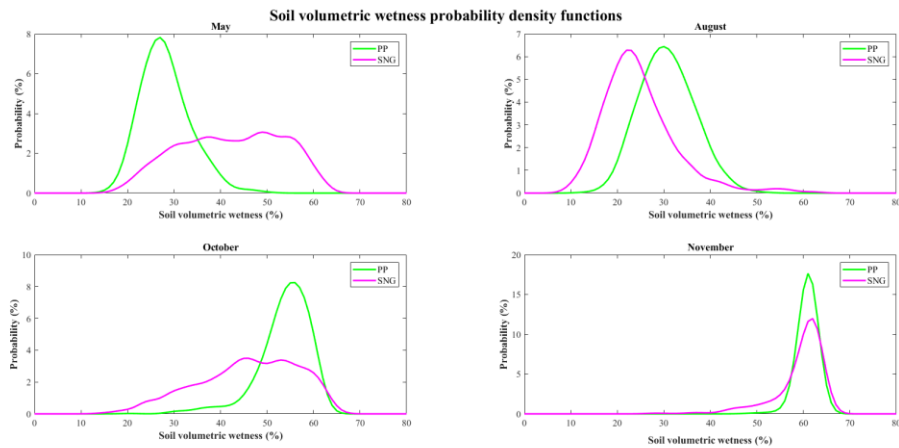 Soil volumetric wetness probability density functions
May
8
6
4
2
0
Probability (%)
PP
SNG
0 10 20 30 40 50 60 70 80
Soil volumetric wetness (%)
August
7
6
5
4
3
2
1
0
Probability (%)
PP
SNG
0 10 20 30 40 50 60 70 80
Soil volumetric wetness (%)
October
10
8
6
4
2
0
Probability (%)
PP
SNG
0 10 20 30 40 50 60 70 80
Soil volumetric wetness (%)
November
20
15
10
5
0
Probability (%)
PP
SNG
0 10 20 30 40 50 60 70 80
Soil volumetric wetness (%)